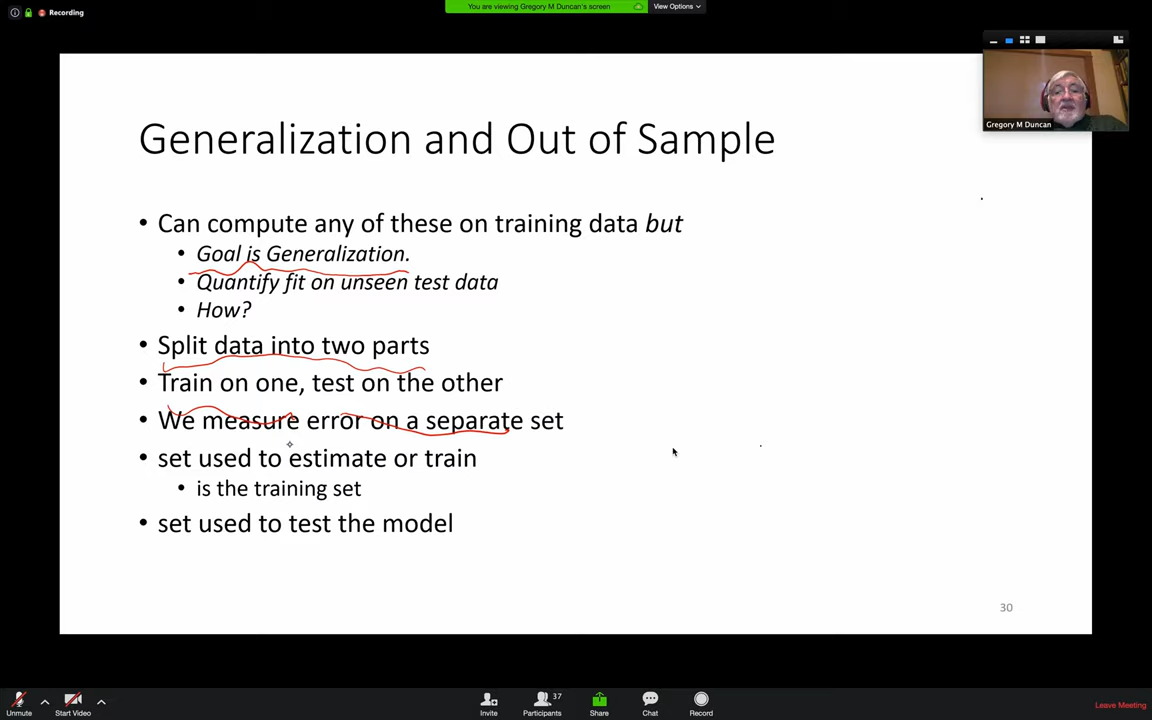 Recording
You are viewing Gregory M Duncan's screen
View Options
Gregory M Duncan
Generalization and Out of Sample
• Can compute any of these on training data but
• Goal is Generalization.
• Quantify fit on unseen test data
• How?
• Split data into two parts
• Train on one, test on the other
• We measure error on a separate set
• set used to estimate or train
• is the training set
• set used to test the model
30
Unmute
Start Video
Invite
Participants
37
Share
Chat
Record
Leave Meeting